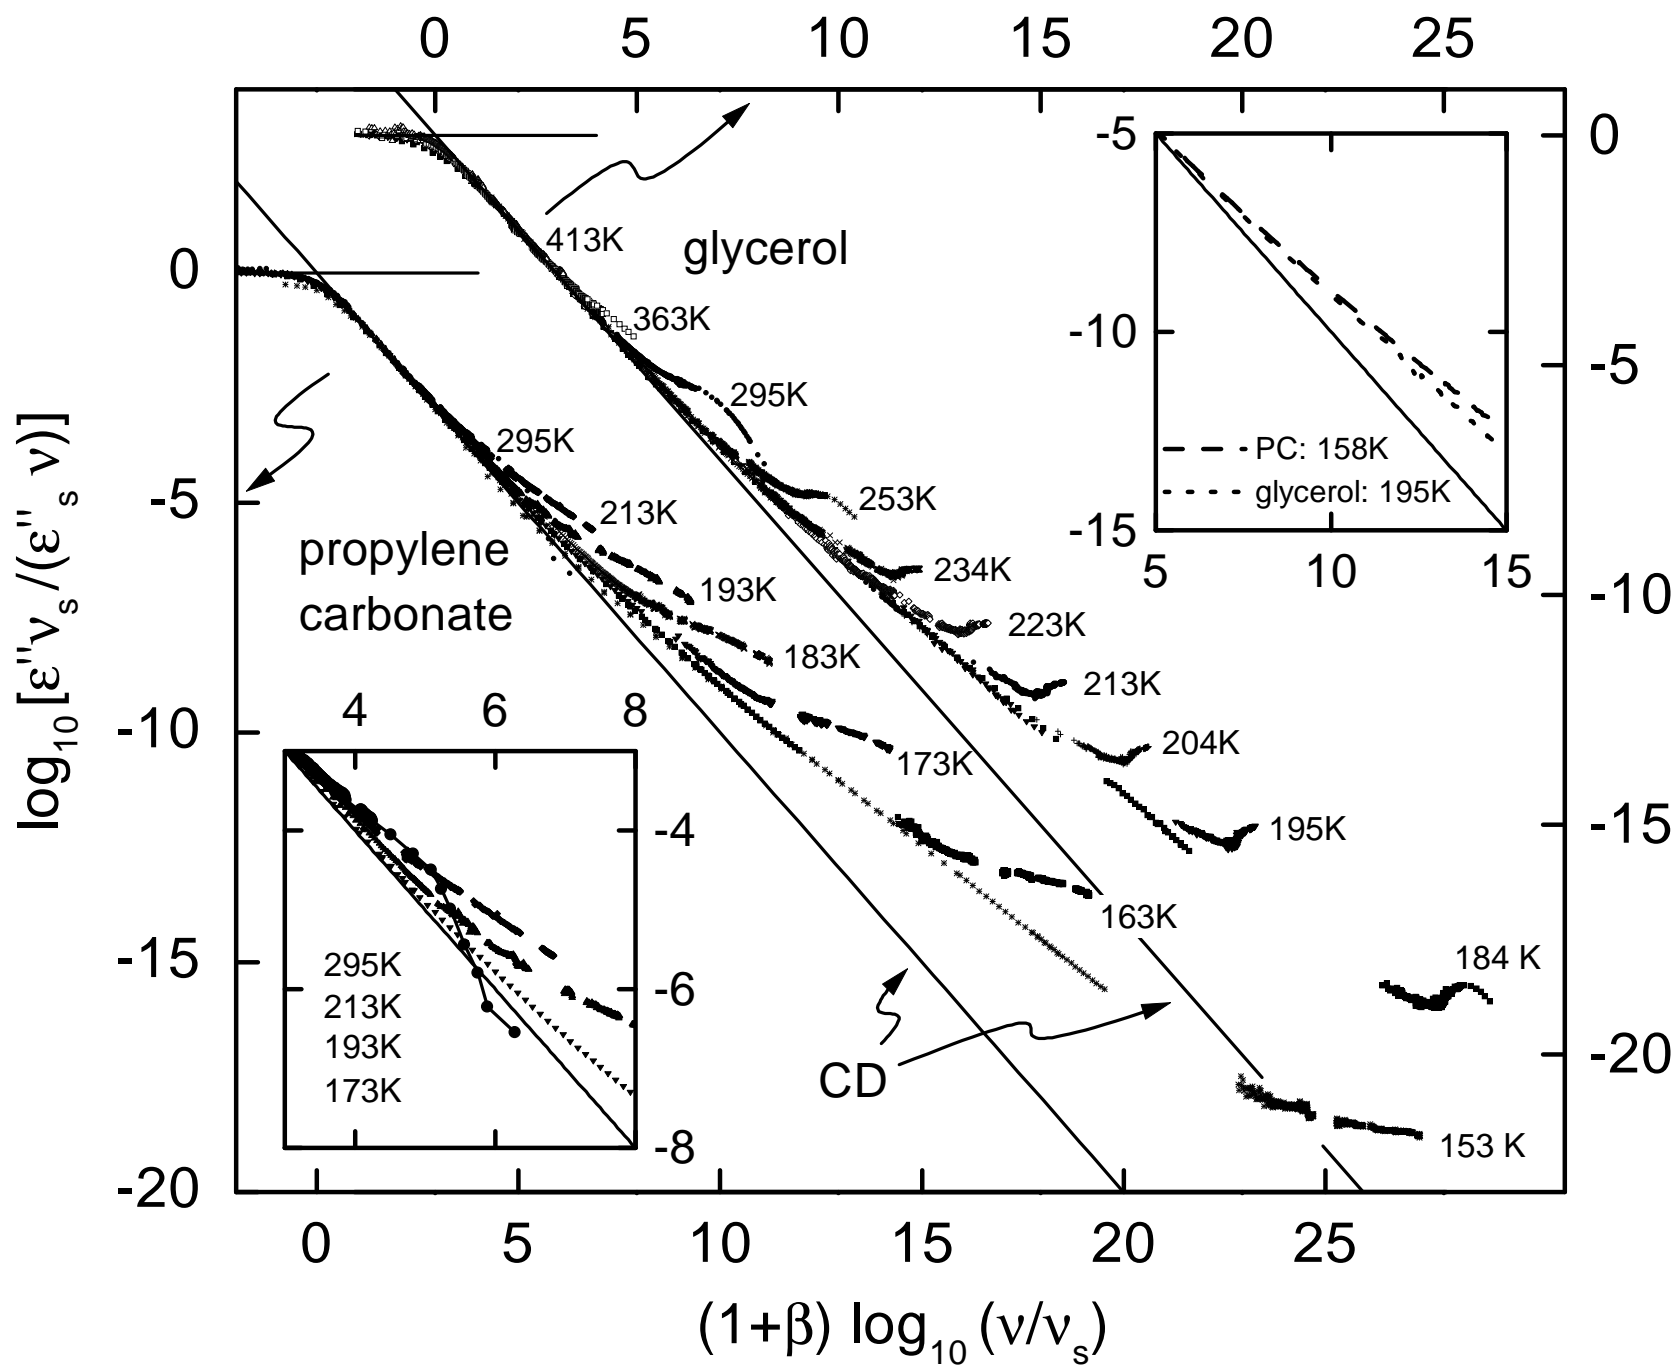 0 5 10 15 20 25
0
-5
-10
-15
-20
0
-5
-10
-15
-20
log10[ε''νs/(ε''s ν)]
413K
glycerol
363K
295K
253K
234K
223K
213K
204K
195K
184 K
295K
213K
193K
183K
173K
163K
153 K
propylene
carbonate
CD
-5
-10
-15
5 10 15
PC: 158K
glycerol: 195K
4 6 8
-4
-6
-8
295K
213K
193K
173K
0 5 10 15 20 25
(1+β) log10 (ν/νs)